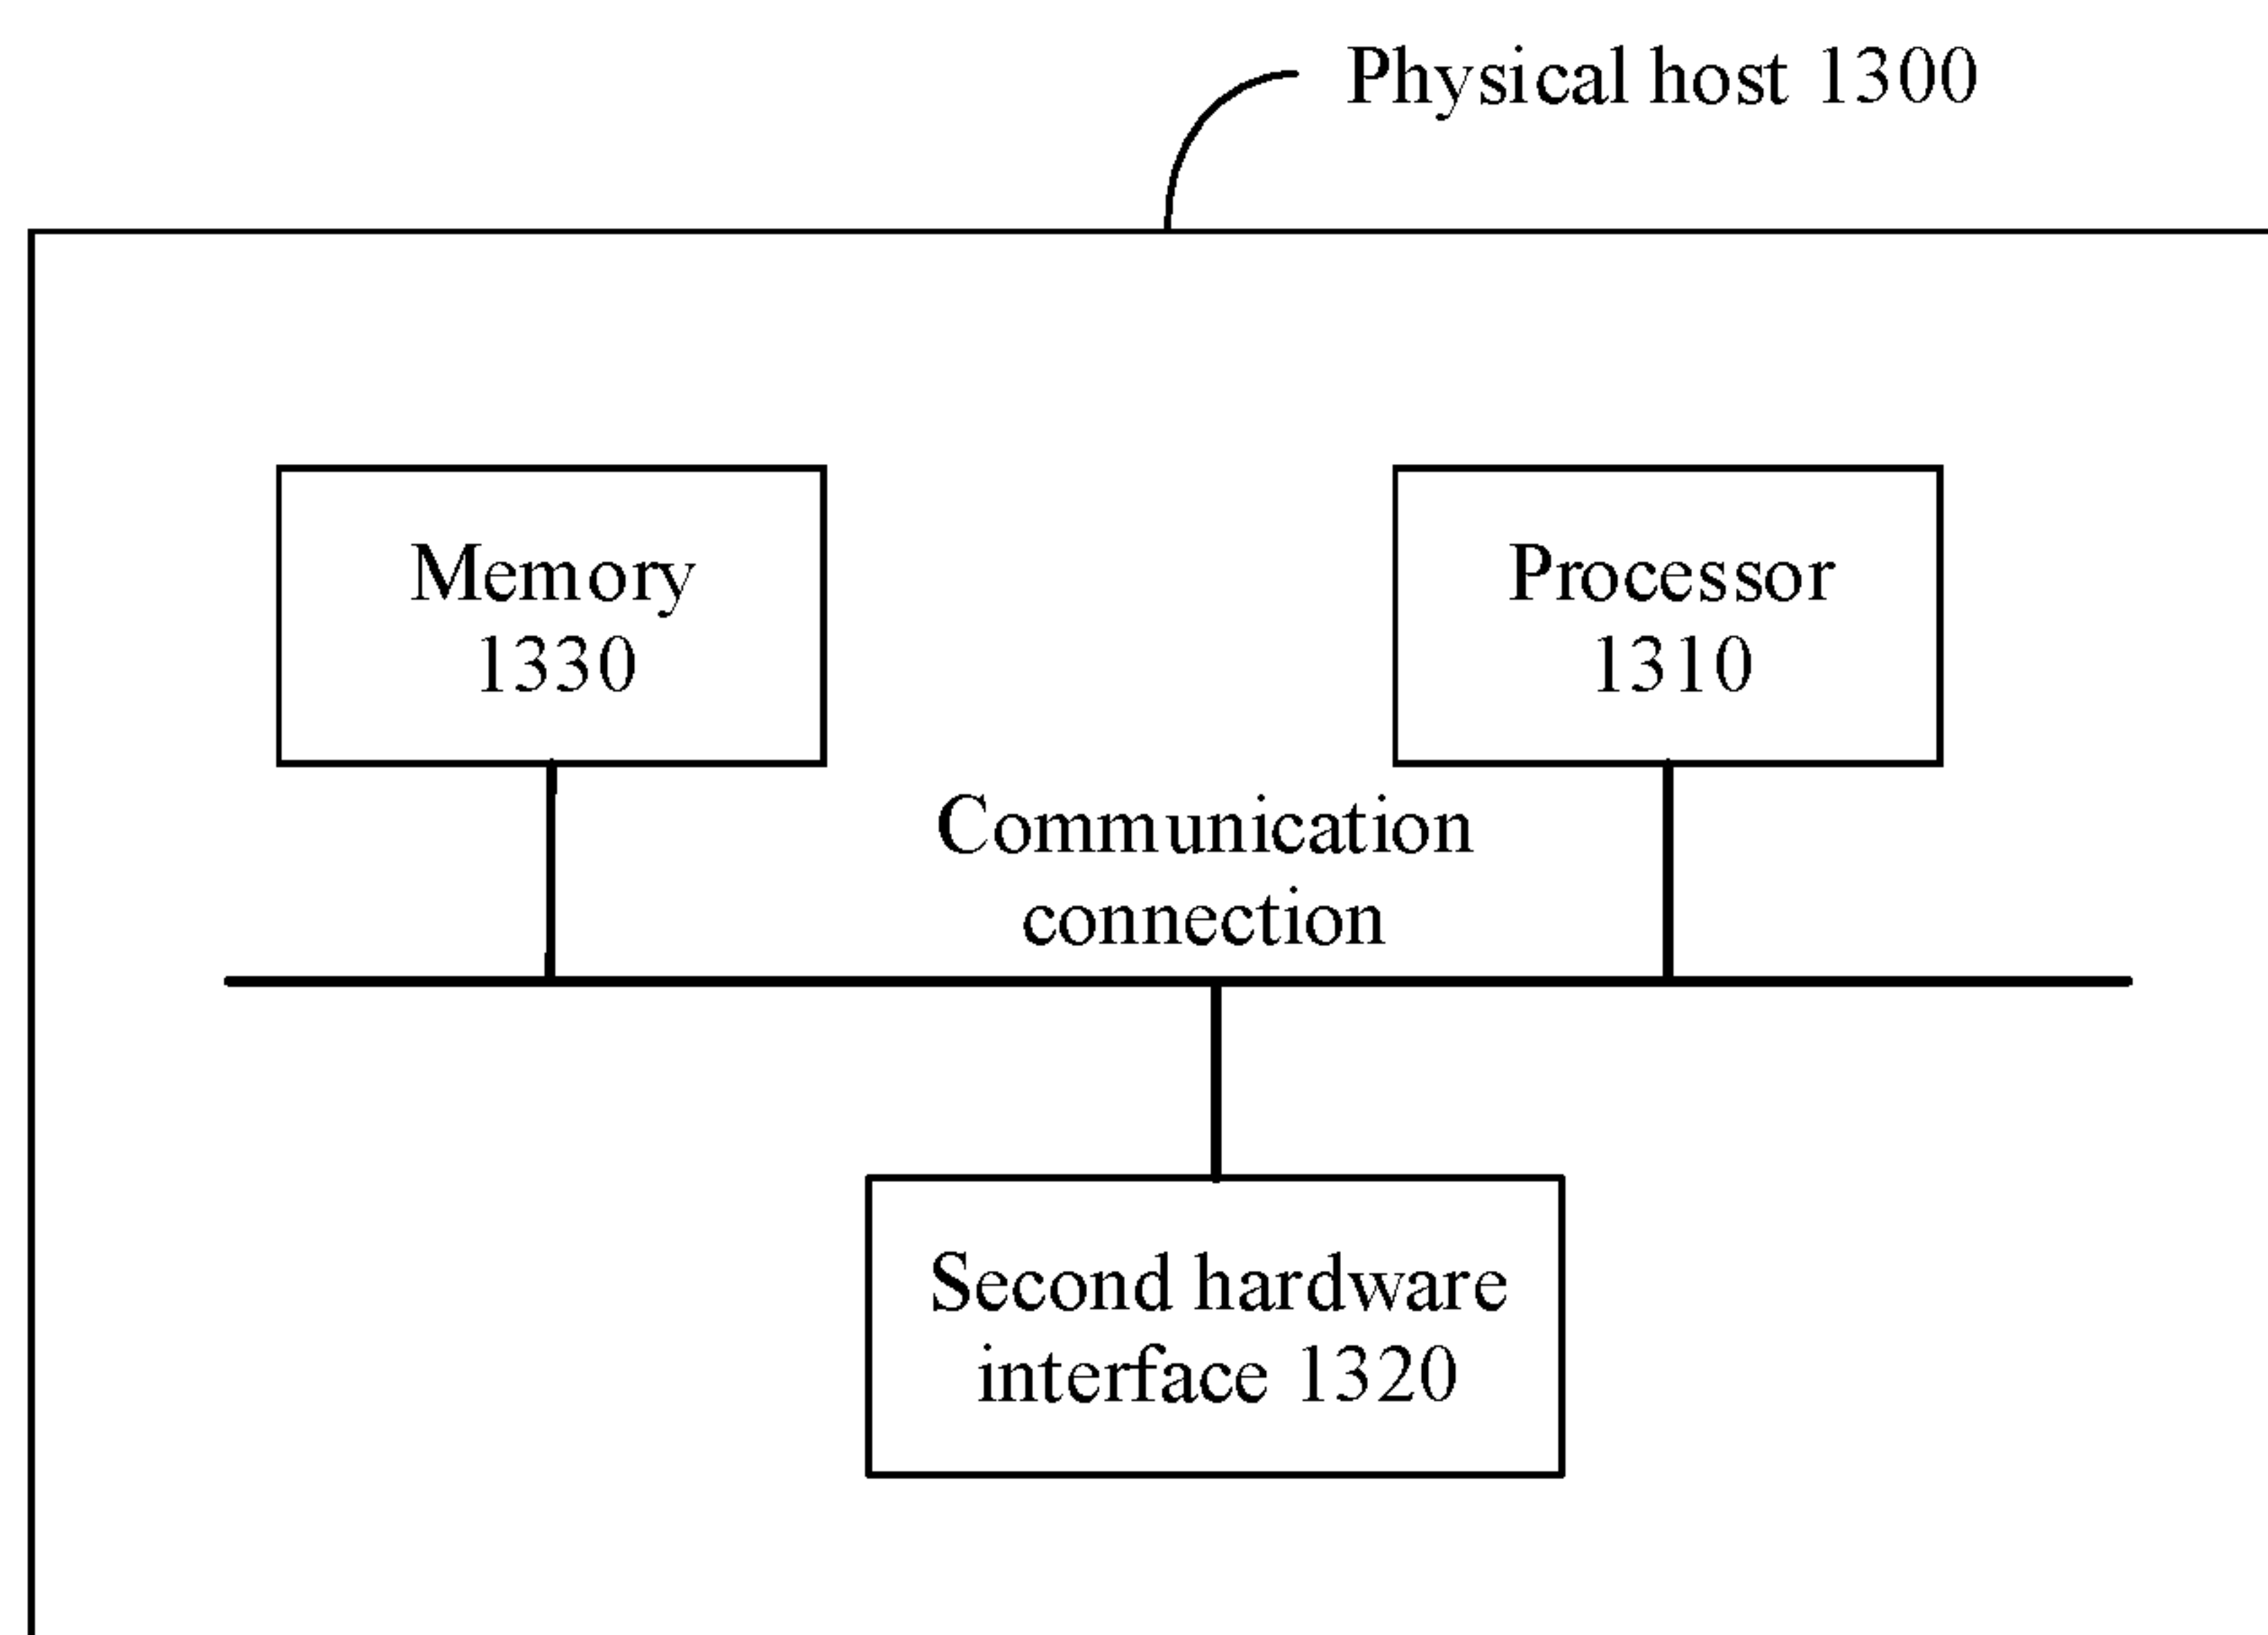 Physical host 1300
Memory
1330
Processor
1310
Communication
connection
Second hardware
interface 1320